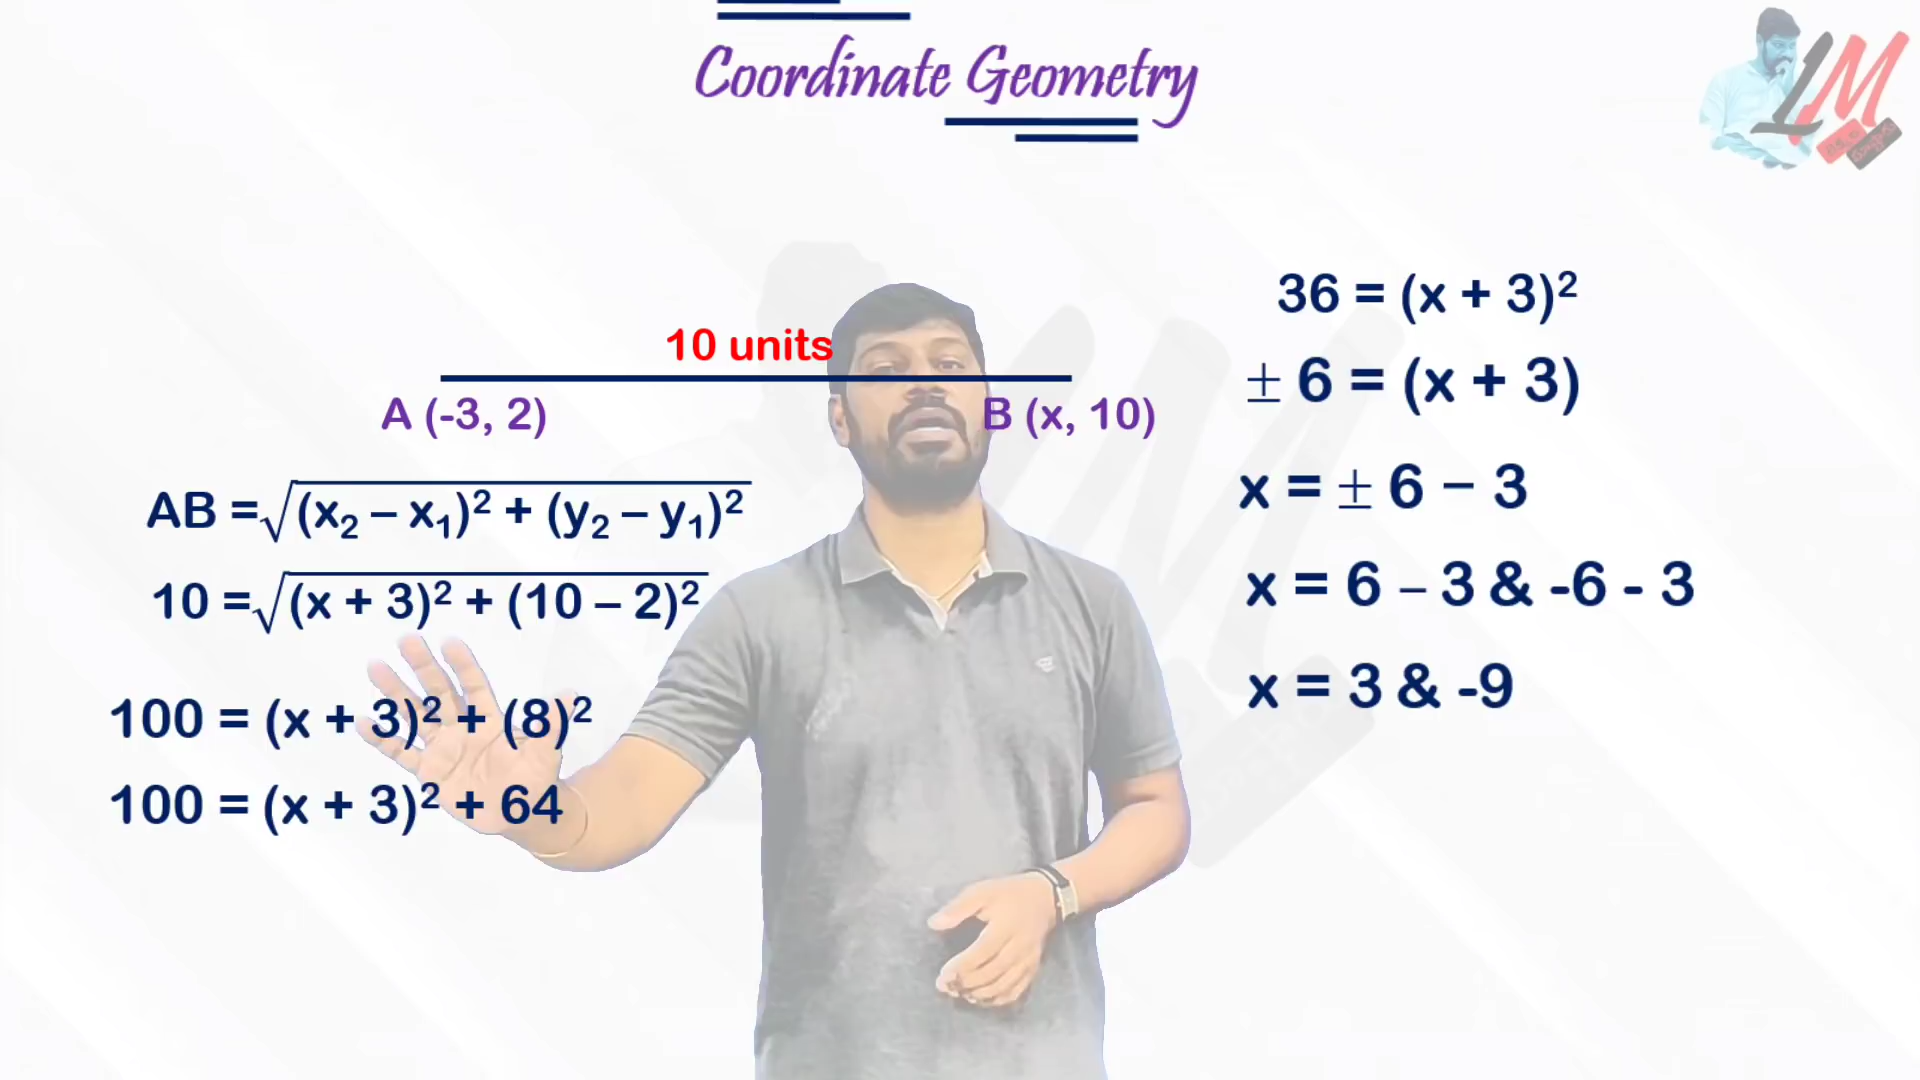 Coordinate Geometry
LM
10 units
A (-3, 2)
B (x, 10)
AB =√(x₂ – x₁)² + (y₂ – y₁)²
10 =√(x + 3)² + (10 – 2)²
100 = (x + 3)² + (8)²
100 = (x + 3)² + 64
36 = (x + 3)²
± 6 = (x + 3)
x = ± 6 – 3
x = 6 – 3 & -6 - 3
x = 3 & -9